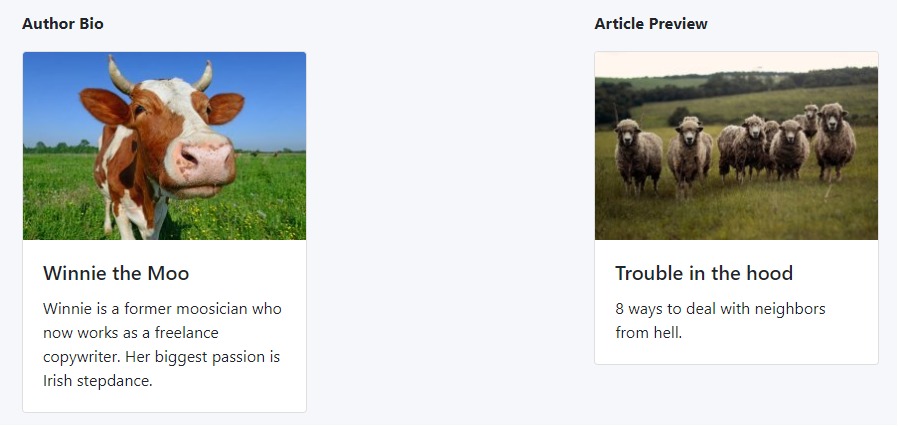 Author Bio
Winnie the Moo
Winnie is a former moosician who
now works as a freelance
copywriter. Her biggest passion is
Irish stepdance.
Article Preview
Trouble in the hood
8 ways to deal with neighbors
from hell.